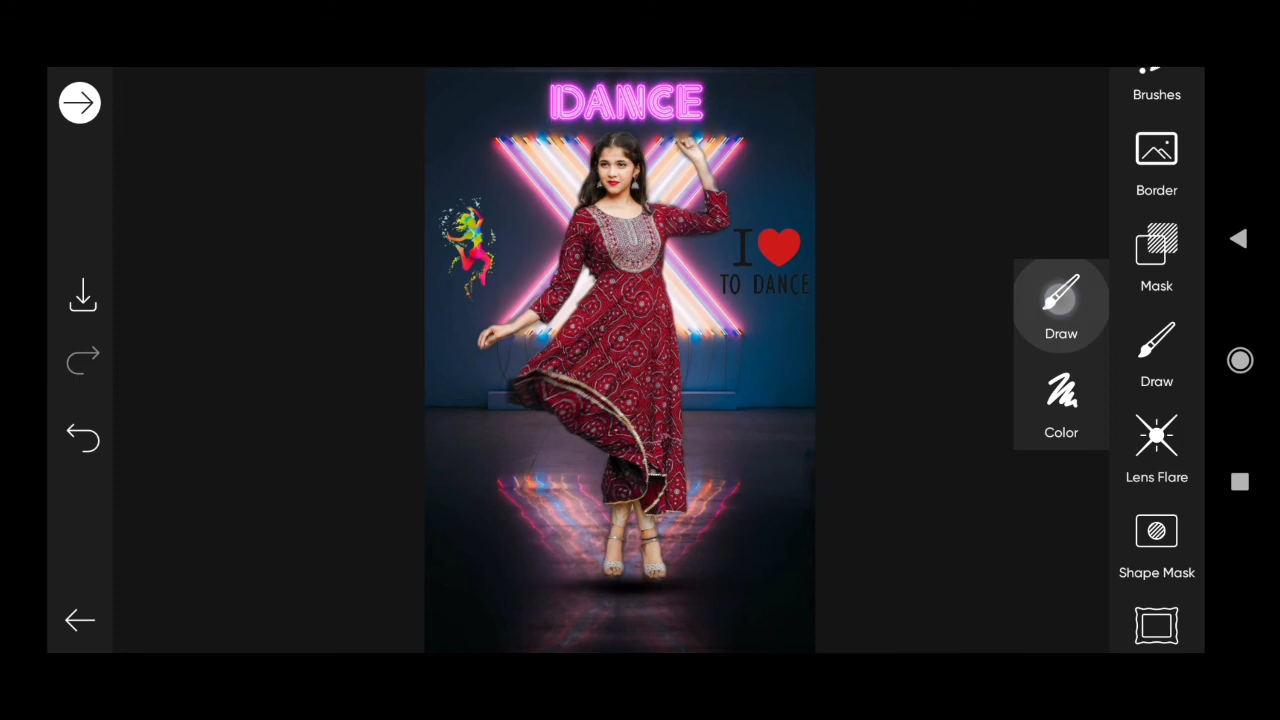 DANCE
I
TO DANCE
Draw
Color
Brushes
Border
Mask
Draw
Lens Flare
Shape Mask